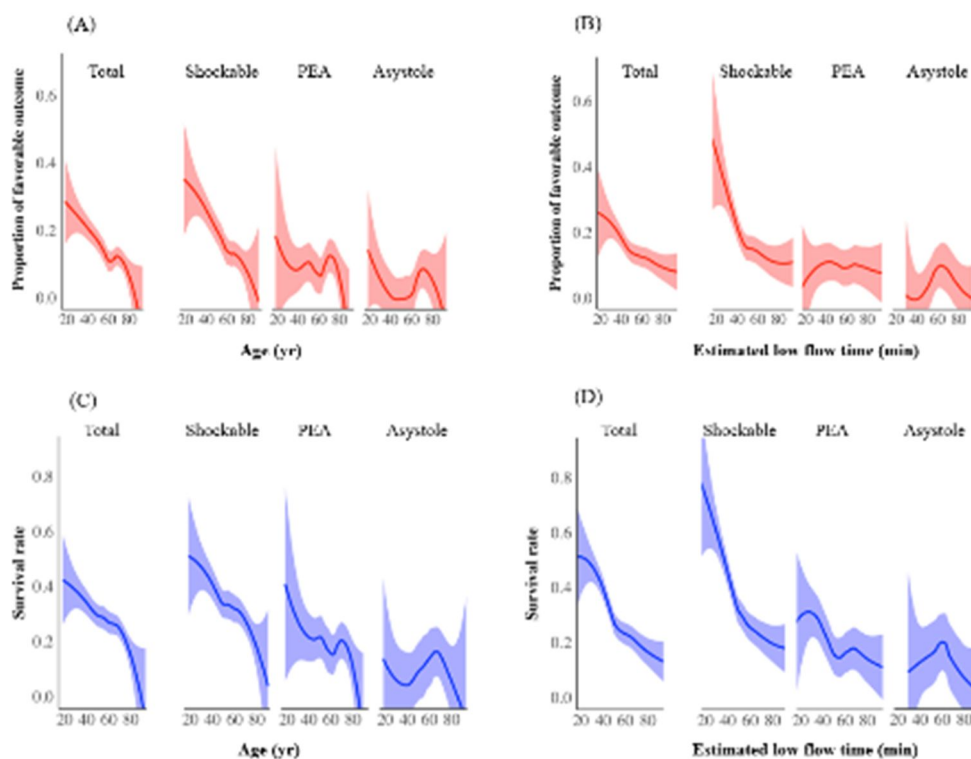 (A)
Total Shockable PEA Asystole
Proportion of favorable outcome
0.6
0.4
0.2
0.0
20 40 60 80 20 40 60 80 20 40 60 80 20 40 60 80
Age (yr)
(B)
Total Shockable PEA Asystole
Proportion of favorable outcome
0.6
0.4
0.2
0.0
20 40 60 80 20 40 60 80 20 40 60 80 20 40 60 80
Estimated low flow time (min)
(C)
Total Shockable PEA Asystole
Survival rate
0.8
0.6
0.4
0.2
0.0
20 40 60 80 20 40 60 80 20 40 60 80 20 40 60 80
Age (yr)
(D)
Total Shockable PEA Asystole
Survival rate
0.8
0.6
0.4
0.2
0.0
20 40 60 80 20 40 60 80 20 40 60 80 20 40 60 80
Estimated low flow time (min)